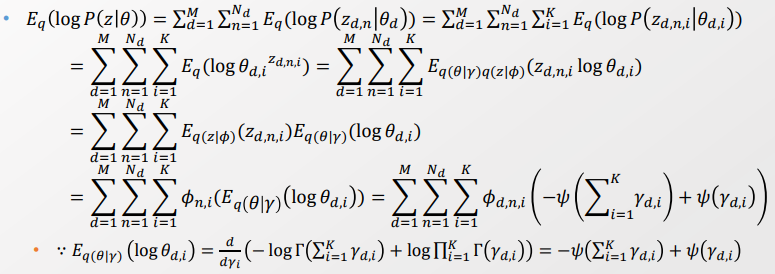 • E_q(log P(z|θ)) = ∑_{d=1}^{M} ∑_{n=1}^{N_d} E_q(log P(z_{d,n}|θ_d)) = ∑_{d=1}^{M} ∑_{n=1}^{N_d} ∑_{i=1}^{K} E_q(log P(z_{d,n,i}|θ_{d,i}))
= ∑_{d=1}^{M} ∑_{n=1}^{N_d} ∑_{i=1}^{K} E_q(log θ_{d,i}^{z_{d,n,i}}) = ∑_{d=1}^{M} ∑_{n=1}^{N_d} ∑_{i=1}^{K} E_{q(θ|γ)q(z|ϕ)}(z_{d,n,i} log θ_{d,i})
= ∑_{d=1}^{M} ∑_{n=1}^{N_d} ∑_{i=1}^{K} E_{q(z|ϕ)}(z_{d,n,i})E_{q(θ|γ)}(log θ_{d,i})
= ∑_{d=1}^{M} ∑_{n=1}^{N_d} ∑_{i=1}^{K} ϕ_{n,i}(E_{q(θ|γ)}(log θ_{d,i})) = ∑_{d=1}^{M} ∑_{n=1}^{N_d} ∑_{i=1}^{K} ϕ_{d,n,i}(−ψ(∑_{i=1}^{K} γ_{d,i}) + ψ(γ_{d,i}))
• ∵ E_{q(θ|γ)}(log θ_{d,i}) = \frac{d}{dγ_i}(− log Γ(∑_{i=1}^{K} γ_{d,i}) + log ∏_{i=1}^{K} Γ(γ_{d,i})) = −ψ(∑_{i=1}^{K} γ_{d,i}) + ψ(γ_{d,i})